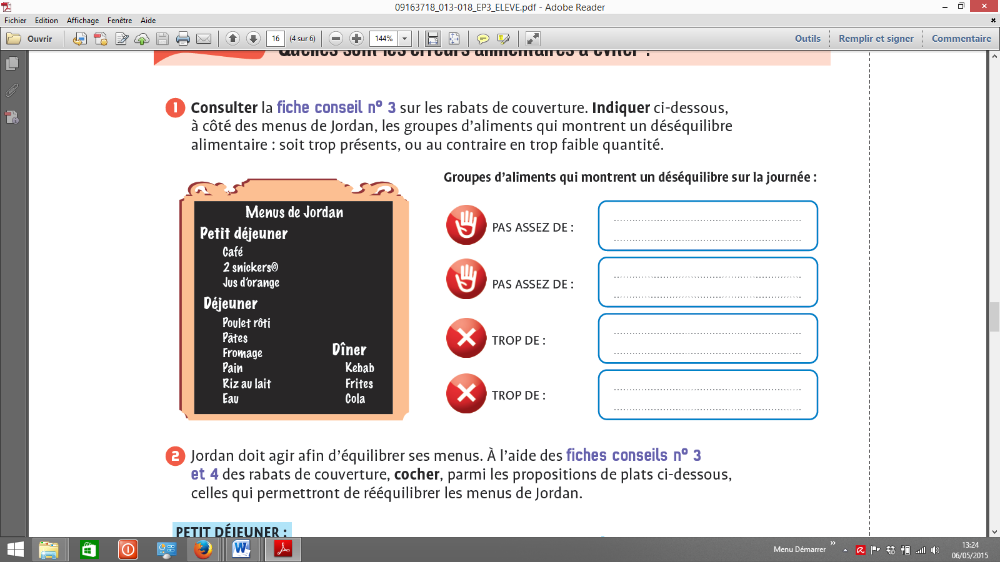 09163718_013-018_EP3_ELEVE.pdf - Adobe Reader
Fichier Edition Affichage Fenêtre Aide
Ouvrir 16 (4 sur 6) 144% Outils Remplir et signer Commentaire
Quelles sont les erreurs alimentaires à éviter ?
1 Consulter la fiche conseil n° 3 sur les rabats de couverture. Indiquer ci-dessous,
à côté des menus de Jordan, les groupes d'aliments qui montrent un déséquilibre
alimentaire : soit trop présents, ou au contraire en trop faible quantité.
Menus de Jordan
Petit déjeuner
Café
2 snickers©
Jus d'orange
Déjeuner
Poulet rôti
Pâtes
Fromage
Pain
Riz au lait
Eau
Dîner
Kebab
Frites
Cola
Groupes d'aliments qui montrent un déséquilibre sur la journée :
PAS ASSEZ DE :
PAS ASSEZ DE :
TROP DE :
TROP DE :
2 Jordan doit agir afin d'équilibrer ses menus. À l'aide des fiches conseils n° 3
et 4 des rabats de couverture, cocher, parmi les propositions de plats ci-dessous,
celles qui permettront de rééquilibrer les menus de Jordan.
PETIT DÉJEUNER :
Menu Démarrer
13:24
06/05/2015